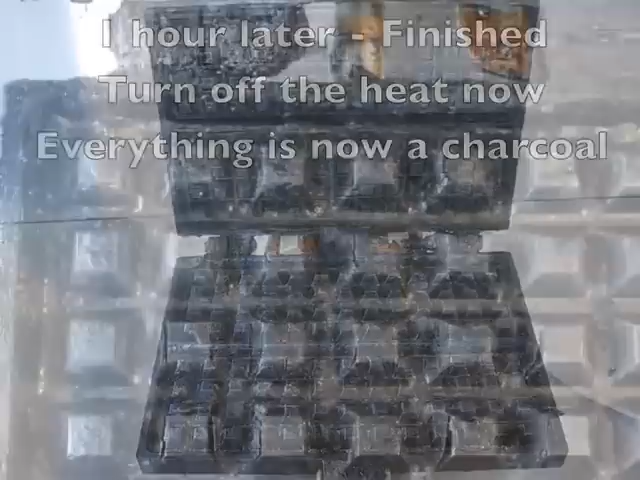 1 hour later - Finished
Turn off the heat now
Everything is now a charcoal